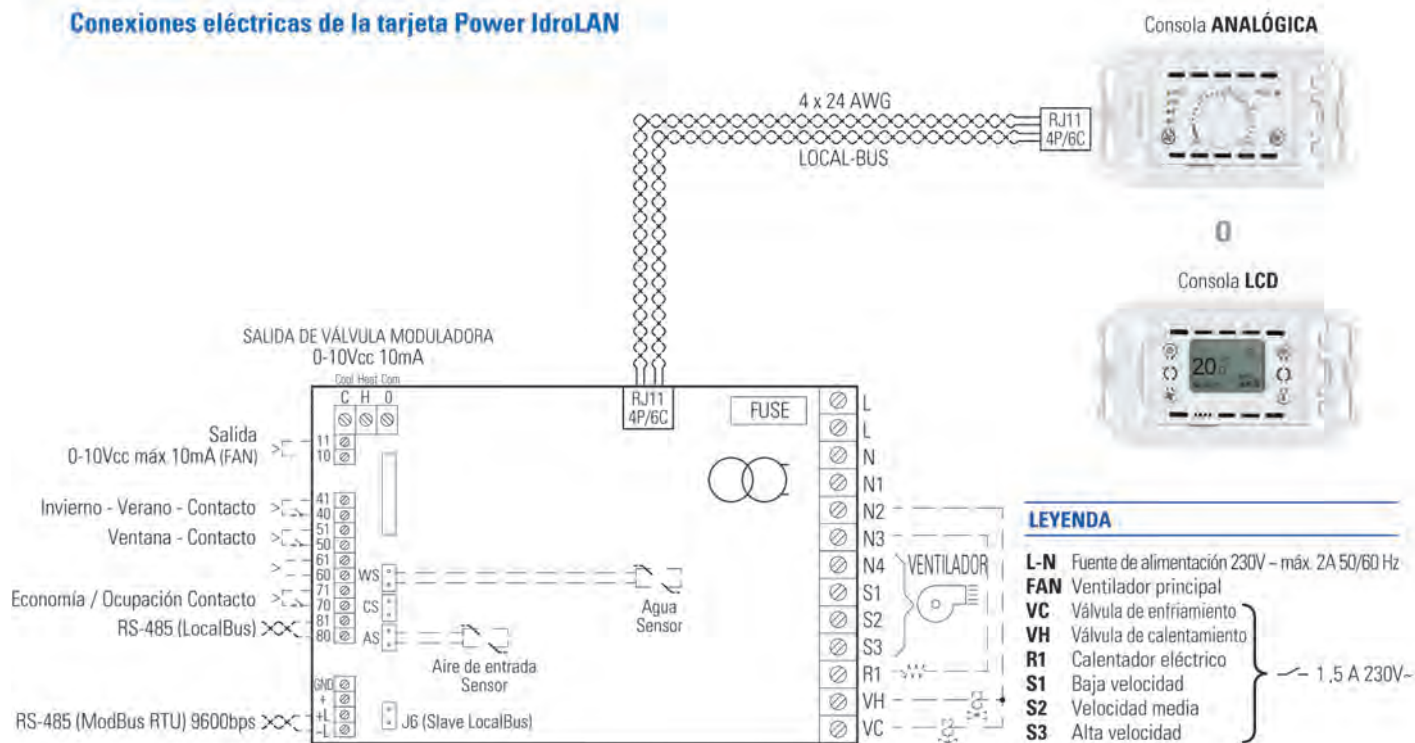 Conexiones eléctricas de la tarjeta Power IdroLAN
Consola ANALÓGICA
4 x 24 AWG
RJ11
4P/6C
LOCAL-BUS
O
Consola LCD
20
SALIDA DE VÁLVULA MODULADORA
0-10Vcc 10mA
Cool Heat Com
C H 0
RJ11
4P/6C
FUSE
Salida
0-10Vcc máx 10mA (FAN)
11
10
Invierno - Verano - Contacto
41
40
Ventana - Contacto
51
50
61
60
Economía / Ocupación Contacto
71
70
RS-485 (LocalBus)
81
80
WS
CS
AS
Agua
Sensor
Aire de entrada
Sensor
GND
+
+L
-L
RS-485 (ModBus RTU) 9600bps
J6 (Slave LocalBus)
L
L
N
N1
N2
N3
N4
S1
S2
S3
R1
VH
VC
VENTILADOR
LEYENDA
L-N Fuente de alimentación 230V – máx. 2A 50/60 Hz
FAN Ventilador principal
VC Válvula de enfriamiento
VH Válvula de calentamiento
R1 Calentador eléctrico
S1 Baja velocidad
S2 Velocidad media
S3 Alta velocidad
1,5 A 230V~